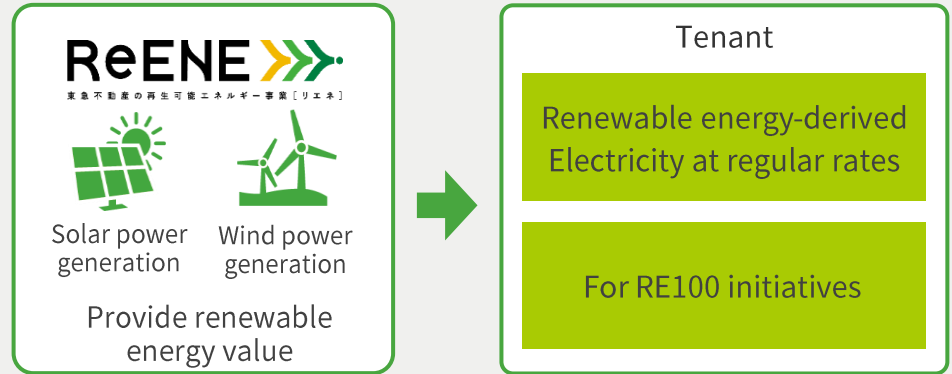 ReENE
東急不動産の再生可能エネルギー事業［リエネ］
Solar power
generation
Wind power
generation
Provide renewable
energy value
Tenant
Renewable energy-derived
Electricity at regular rates
For RE100 initiatives